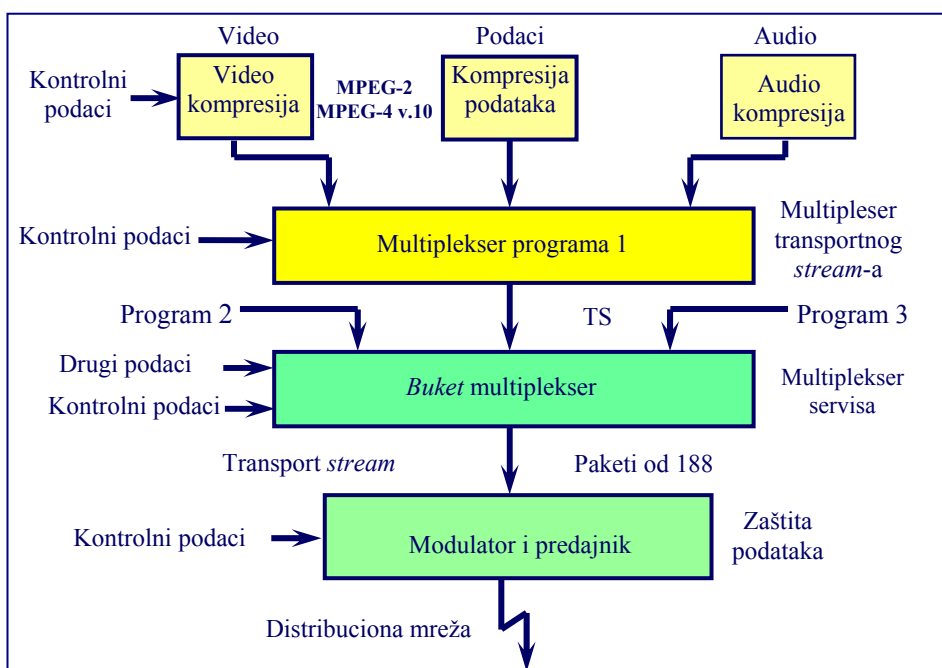 Video
Podaci
Audio
Kontrolni
podaci
Video
kompresija
MPEG-2
MPEG-4 v.10
Kompresija
podataka
Audio
kompresija
Kontrolni podaci
Multiplekser programa 1
Multipleser
transportnog
stream-a
Program 2
TS
Program 3
Drugi podaci
Kontrolni podaci
Buket multiplekser
Multiplekser
servisa
Transport stream
Paketi od 188
Kontrolni podaci
Modulator i predajnik
Zaštita
podataka
Distribuciona mreža